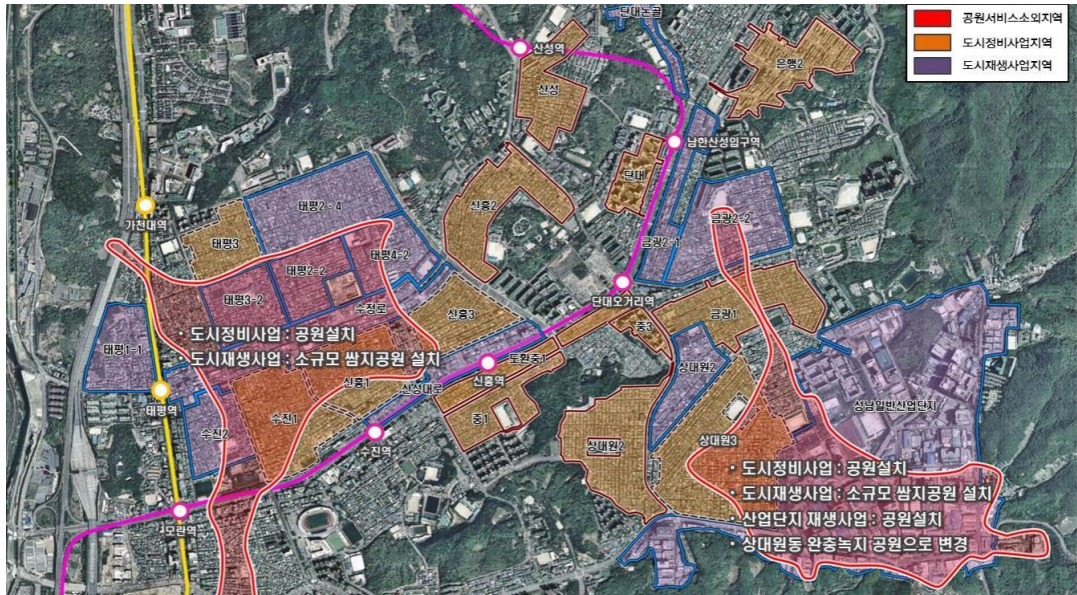 공원서비스소외지역
도시정비사업지역
도시재생사업지역
단대논골
산성역
은행2
산성
남한산성입구역
단대
태평2·4
신흥2
가천대역
태평3
금광2-2
금광2-1
태평4-2
태평2-2
태평3-2
수정로
단대오거리역
신흥3
금광1
중3
• 도시정비사업 : 공원설치
• 도시재생사업 : 소규모 쌈지공원 설치
태평1-1
도환중1
신흥역
상대원2
성남일반산업단지
신흥1
산성대로
태평역
수진1
중1
수진2
수진역
상대원2
상대원3
• 도시정비사업 : 공원설치
• 도시재생사업 : 소규모 쌈지공원 설치
• 산업단지 재생사업 : 공원설치
• 상대원동 완충녹지 공원으로 변경
모란역